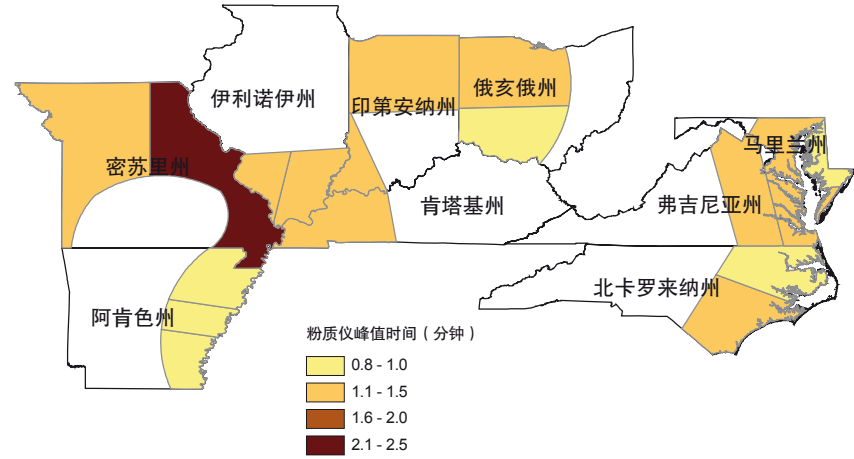 伊利诺伊州
印第安纳州
俄亥俄州
密苏里州
马里兰州
肯塔基州
弗吉尼亚州
阿肯色州
北卡罗来纳州
粉质仪峰值时间（分钟）
0.8 - 1.0
1.1 - 1.5
1.6 - 2.0
2.1 - 2.5